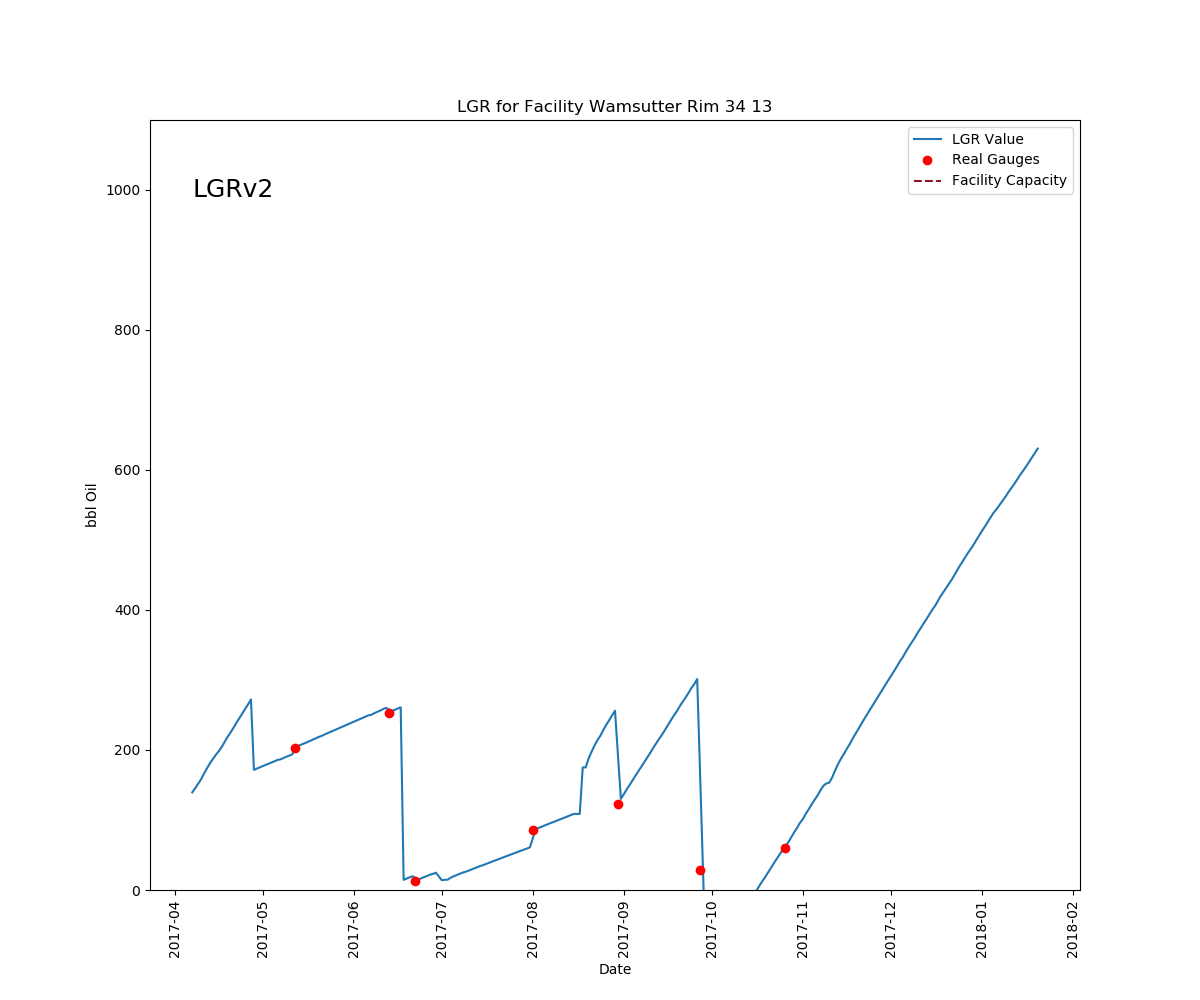 LGR for Facility Wamsutter Rim 34 13
LGR Value
Real Gauges
Facility Capacity
LGRv2
1000
800
600
400
200
0
bbl Oil
2017-04
2017-05
2017-06
2017-07
2017-08
2017-09
2017-10
2017-11
2017-12
2018-01
2018-02
Date